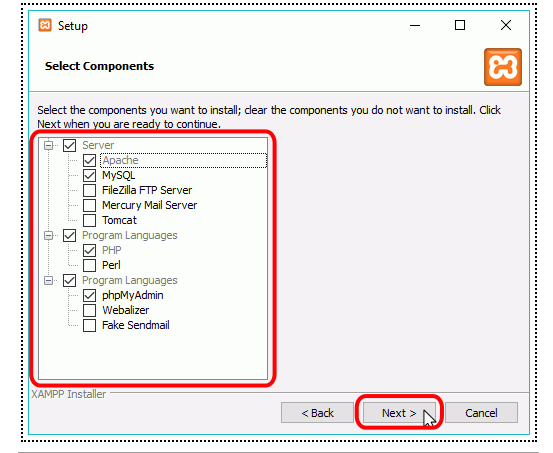 Setup
Select Components
Select the components you want to install; clear the components you do not want to install. Click
Next when you are ready to continue.
Server
Apache
MySQL
FileZilla FTP Server
Mercury Mail Server
Tomcat
Program Languages
PHP
Perl
Program Languages
phpMyAdmin
Webalizer
Fake Sendmail
XAMPP Installer
< Back
Next >
Cancel